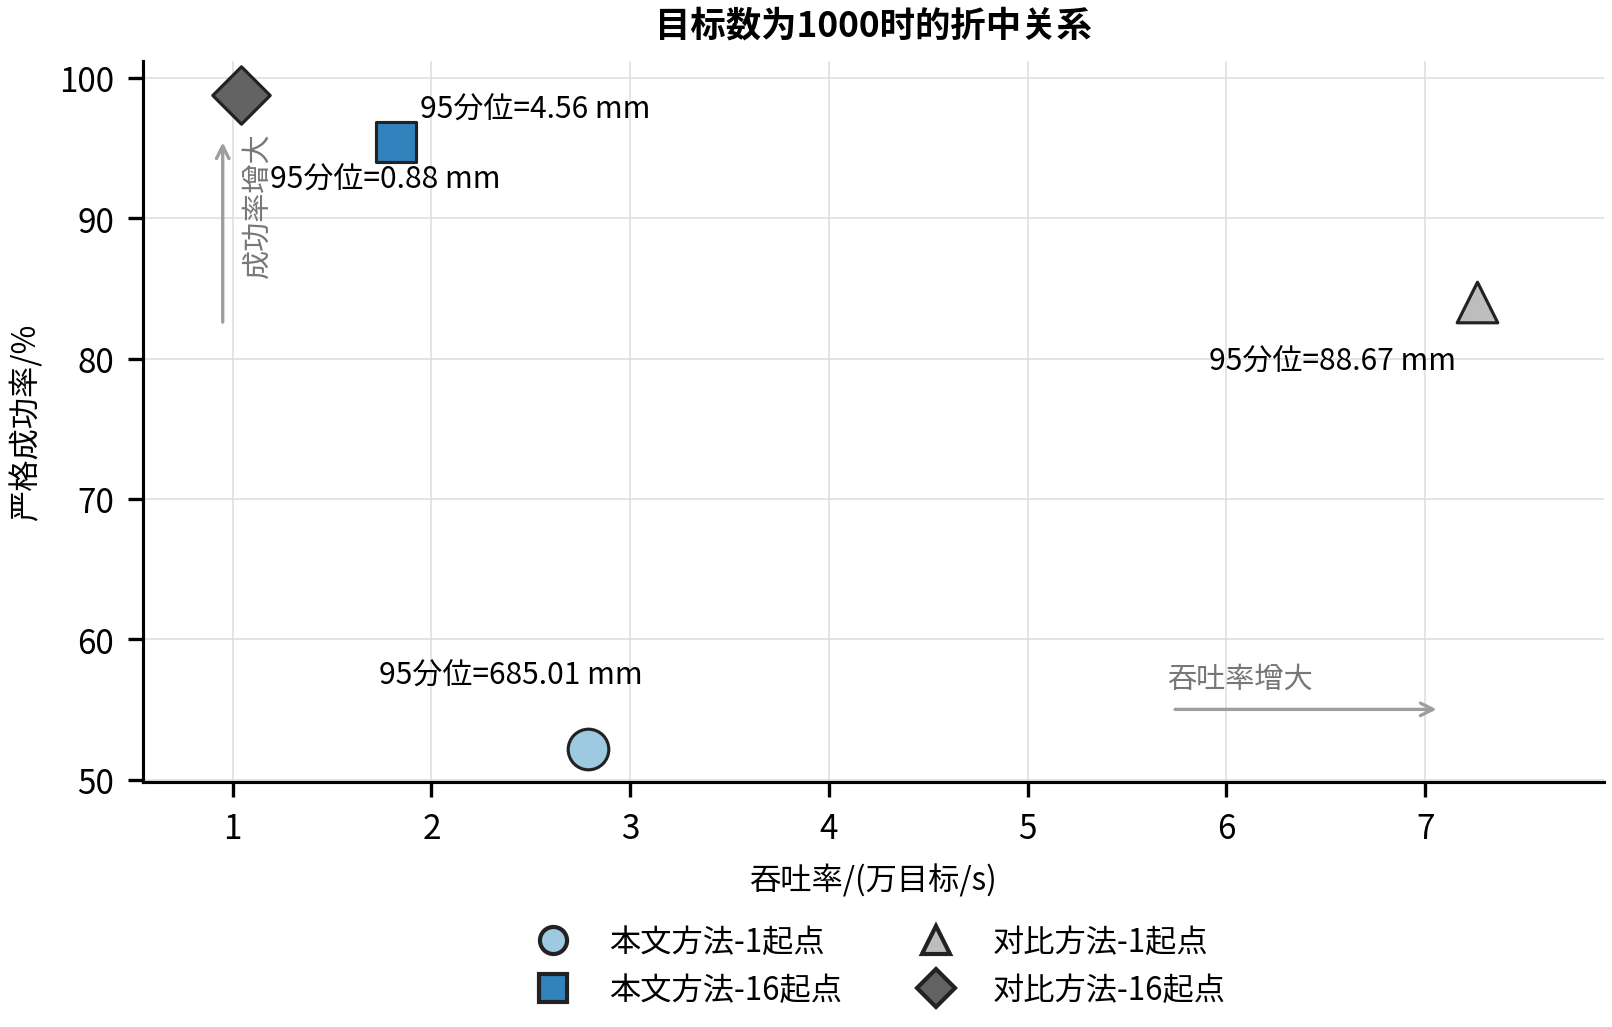 目标数为1000时的折中关系
严格成功率/%
100
90
80
70
60
50
95分位=4.56 mm
95分位=0.88 mm
成功率增大
95分位=88.67 mm
95分位=685.01 mm
吞吐率增大
1 2 3 4 5 6 7
吞吐率/(万目标/s)
本文方法-1起点
本文方法-16起点
对比方法-1起点
对比方法-16起点